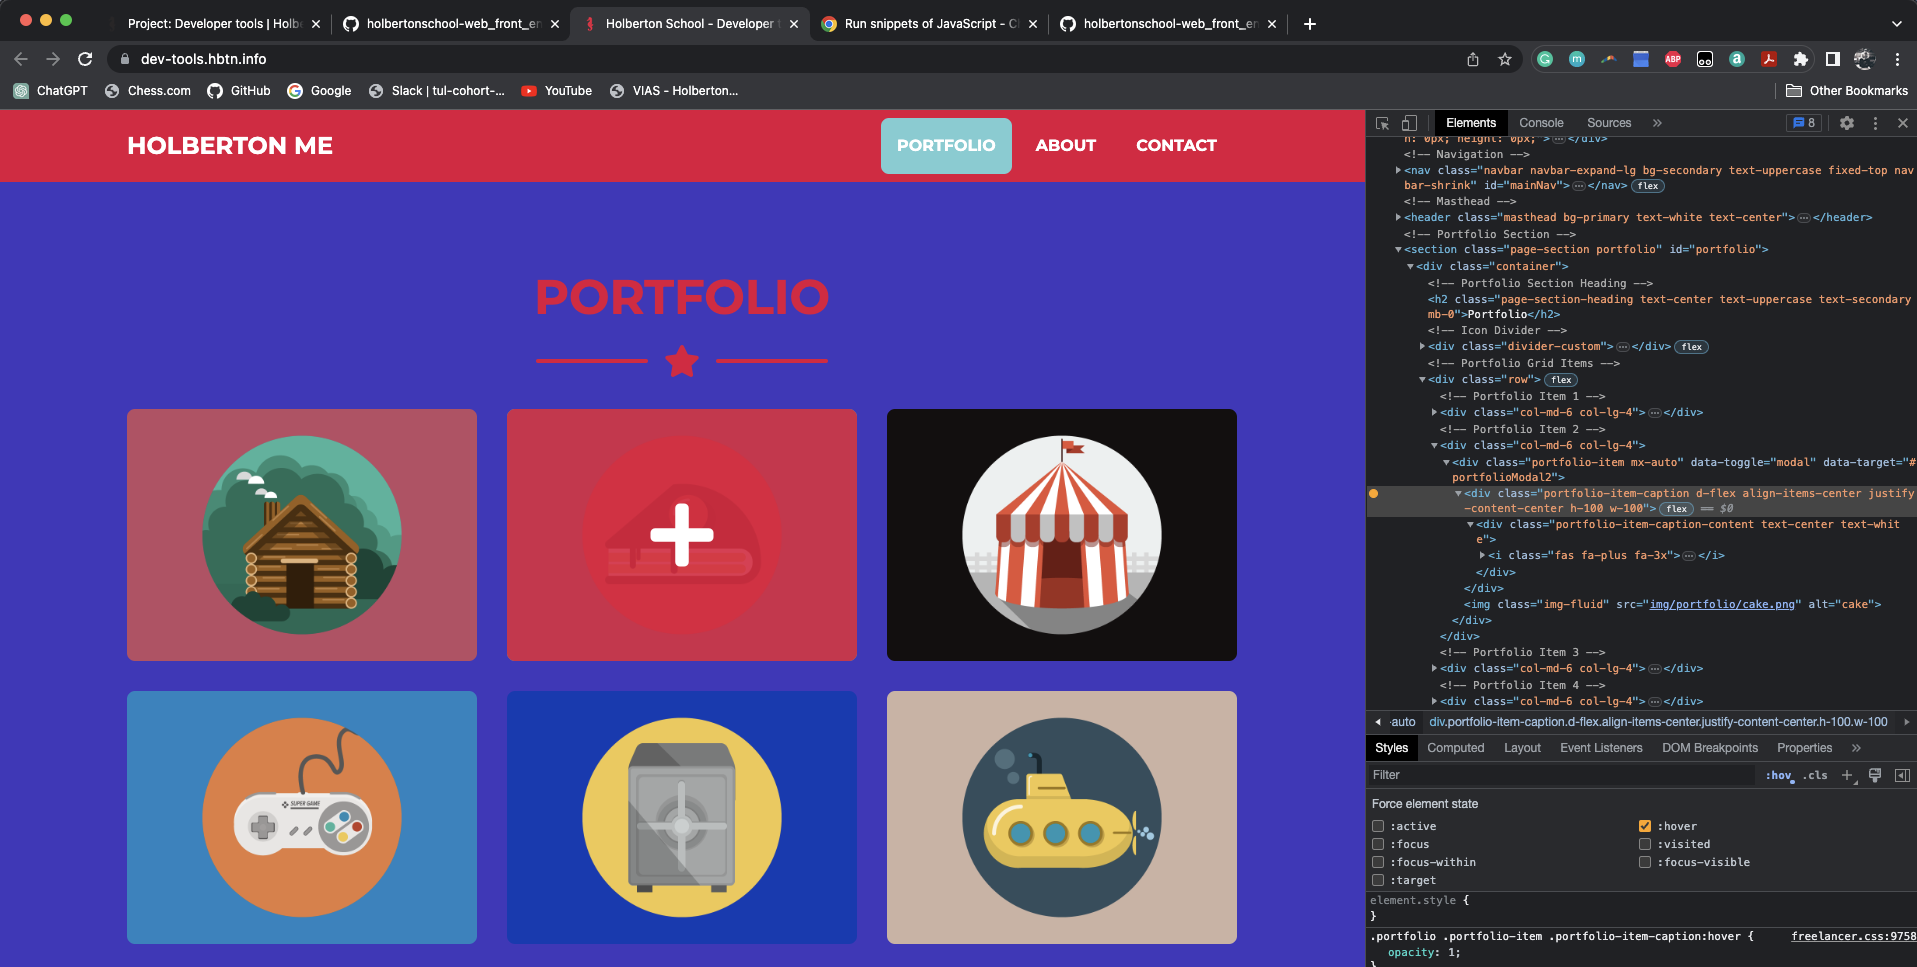 Project: Developer tools | Holb
holbertonschool-web_front_en
Holberton School - Developer t
Run snippets of JavaScript - C
holbertonschool-web_front_en
dev-tools.hbtn.info
ABP
ChatGPT
Chess.com
GitHub
Google
Slack | tul-cohort-...
YouTube
VIAS - Holberton...
Other Bookmarks
HOLBERTON ME
PORTFOLIO
ABOUT
CONTACT
PORTFOLIO
SUPER GAME
Elements
Console
Sources
8
n: 0px; height: 0px;">…</div>
<!-- Navigation -->
<nav class="navbar navbar-expand-lg bg-secondary text-uppercase fixed-top nav
bar-shrink" id="mainNav">…</nav> flex
<!-- Masthead -->
<header class="masthead bg-primary text-white text-center">…</header>
<!-- Portfolio Section -->
<section class="page-section portfolio" id="portfolio">
<div class="container">
<!-- Portfolio Section Heading -->
<h2 class="page-section-heading text-center text-uppercase text-secondary
mb-0">Portfolio</h2>
<!-- Icon Divider -->
<div class="divider-custom">…</div> flex
<!-- Portfolio Grid Items -->
<div class="row"> flex
<!-- Portfolio Item 1 -->
<div class="col-md-6 col-lg-4">…</div>
<!-- Portfolio Item 2 -->
<div class="col-md-6 col-lg-4">
<div class="portfolio-item mx-auto" data-toggle="modal" data-target="#
portfolioModal2">
<div class="portfolio-item-caption d-flex align-items-center justify
-content-center h-100 w-100"> flex == $0
<div class="portfolio-item-caption-content text-center text-whit
e">
<i class="fas fa-plus fa-3x">…</i>
</div>
</div>
<img class="img-fluid" src="img/portfolio/cake.png" alt="cake">
</div>
</div>
<!-- Portfolio Item 3 -->
<div class="col-md-6 col-lg-4">…</div>
<!-- Portfolio Item 4 -->
<div class="col-md-6 col-lg-4">…</div>
-auto
div.portfolio-item-caption.d-flex.align-items-center.justify-content-center.h-100.w-100
Styles
Computed
Layout
Event Listeners
DOM Breakpoints
Properties
Filter
:hov
.cls
Force element state
:active
:hover
:focus
:visited
:focus-within
:focus-visible
:target
element.style {
}
.portfolio .portfolio-item .portfolio-item-caption:hover {
freelancer.css:9758
opacity: 1;
}